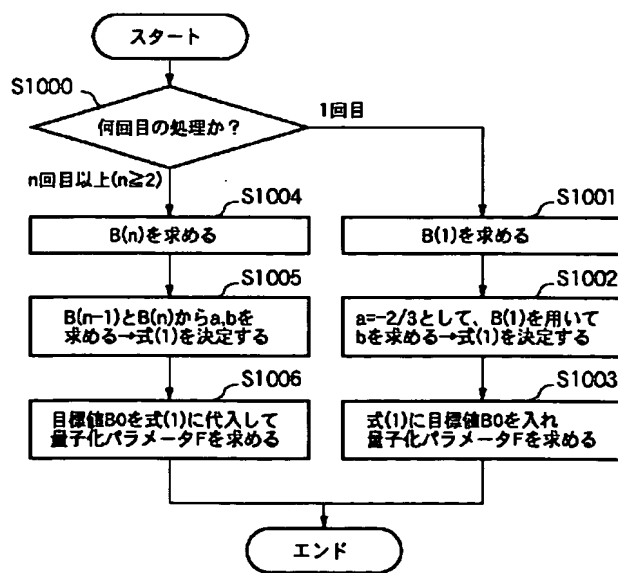 スタート
S1000
何回目の処理か？
1回目
n回目以上(n≧2)
S1004
B(n)を求める
S1001
B(1)を求める
S1005
B(n-1)とB(n)からa,bを
求める→式(1)を決定する
S1002
a=-2/3として、B(1)を用いて
bを求める→式(1)を決定する
S1006
目標値B0を式(1)に代入して
量子化パラメータFを求める
S1003
式(1)に目標値B0を入れ
量子化パラメータFを求める
エンド